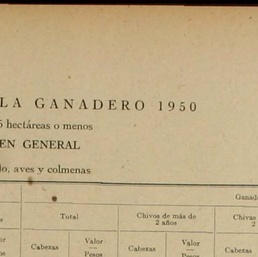 LA GANADERO 1950
5 hectáreas o menos
EN GENERAL
do, aves y colmenas
Ganad
Total
Chivos de más de
2 años
Chivas
2
Cabezas
Valor
Pesos
Cabezas
Valor
Pesos
Cabezas